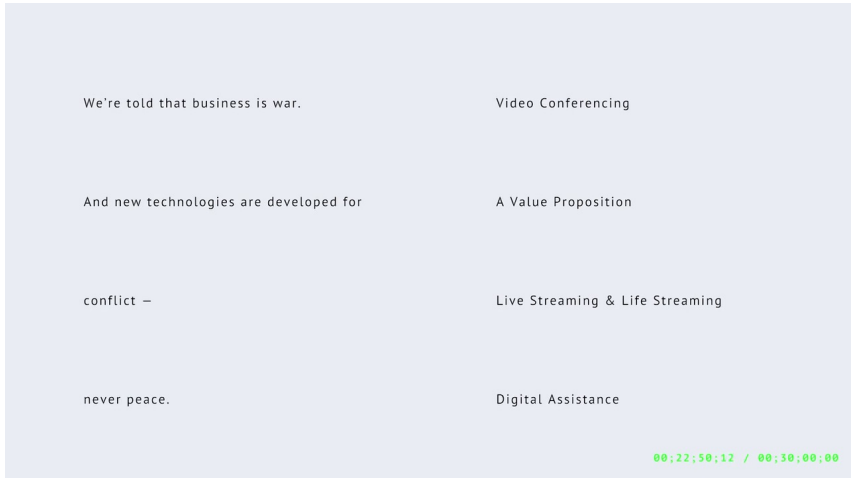 We're told that business is war.
And new technologies are developed for
conflict —
never peace.
Video Conferencing
A Value Proposition
Live Streaming & Life Streaming
Digital Assistance
00;22;50;12 / 00;30;00;00